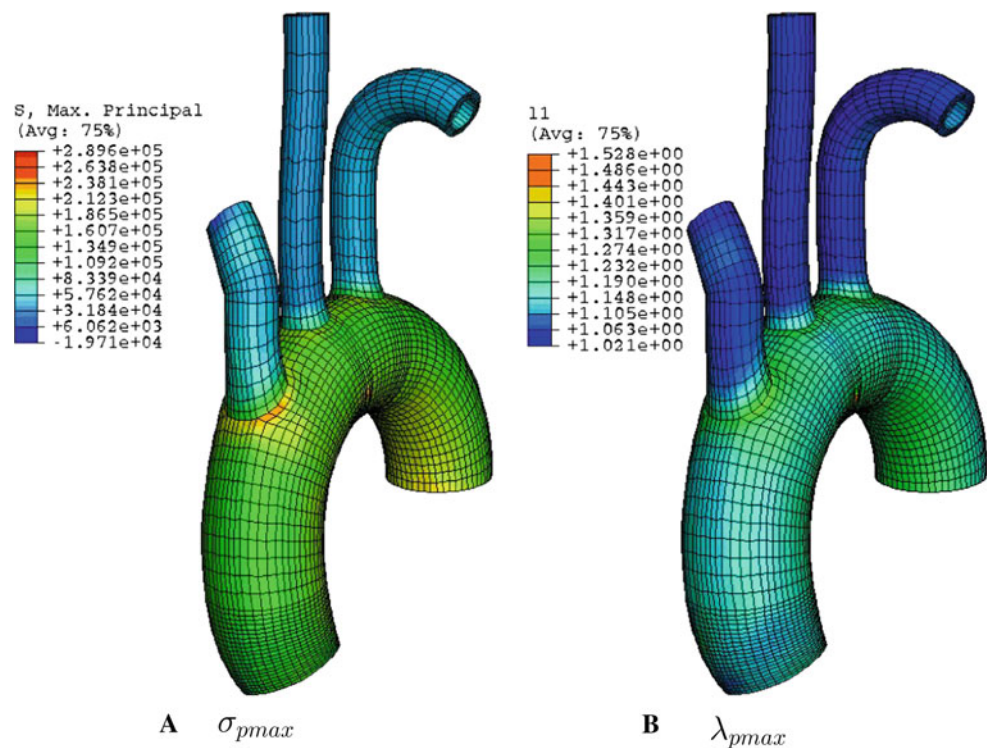 S, Max. Principal
(Avg: 75%)
+2.896e+05
+2.638e+05
+2.381e+05
+2.123e+05
+1.865e+05
+1.607e+05
+1.349e+05
+1.092e+05
+8.339e+04
+5.762e+04
+3.184e+04
+6.062e+03
-1.971e+04
l1
(Avg: 75%)
+1.528e+00
+1.486e+00
+1.443e+00
+1.401e+00
+1.359e+00
+1.317e+00
+1.274e+00
+1.232e+00
+1.190e+00
+1.148e+00
+1.105e+00
+1.063e+00
+1.021e+00
A σpmax
B λpmax